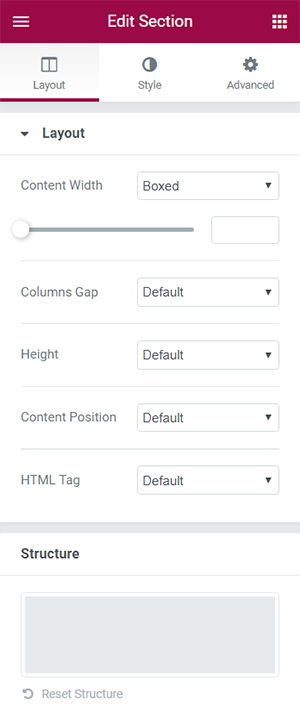 Edit Section
Layout Style Advanced
Layout
Content Width Boxed
Columns Gap Default
Height Default
Content Position Default
HTML Tag Default
Structure
Reset Structure